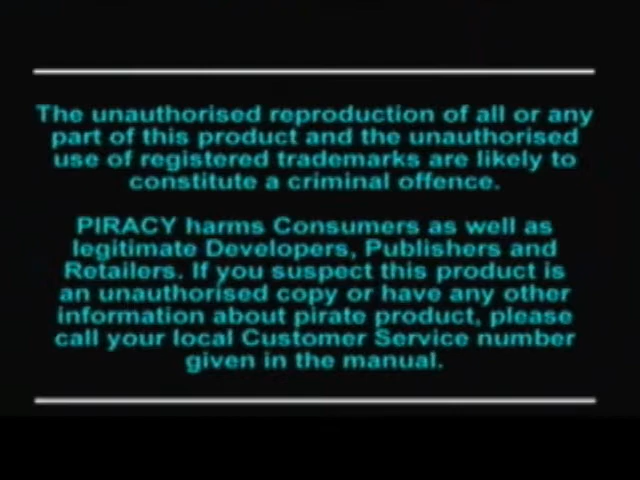 The unauthorised reproduction of all or any
part of this product and the unauthorised
use of registered trademarks are likely to
constitute a criminal offence.
PIRACY harms Consumers as well as
legitimate Developers, Publishers and
Retailers. If you suspect this product is
an unauthorised copy or have any other
information about pirate product, please
call your local Customer Service number
given in the manual.